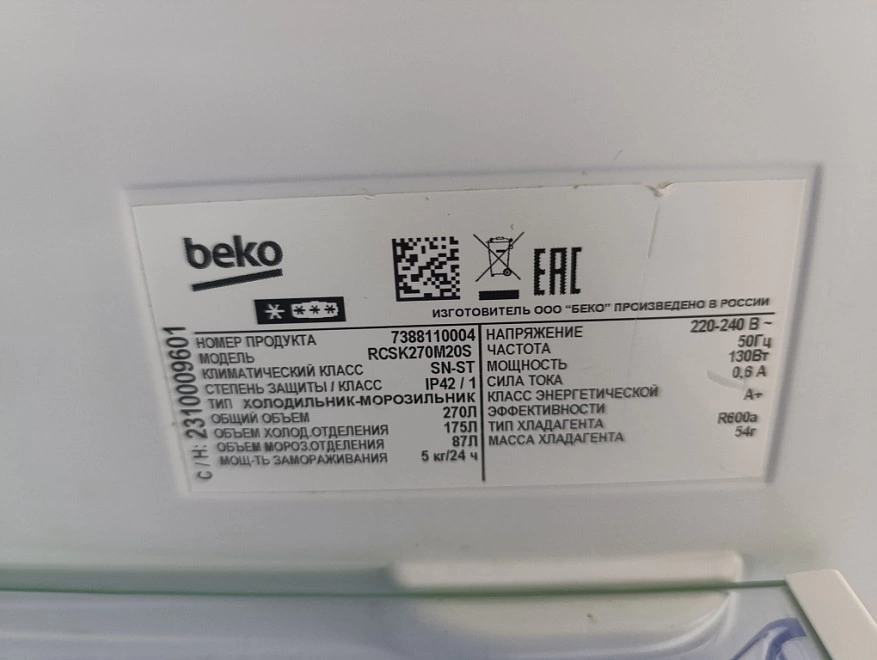 beko
EAC
ИЗГОТОВИТЕЛЬ ООО "БЕКО" ПРОИЗВЕДЕНО В РОССИИ
С / Н: 2310009601
НОМЕР ПРОДУКТА 7388110004
МОДЕЛЬ RCSK270M20S
КЛИМАТИЧЕСКИЙ КЛАСС SN-ST
СТЕПЕНЬ ЗАЩИТЫ / КЛАСС IP42 / 1
ТИП ХОЛОДИЛЬНИК-МОРОЗИЛЬНИК
ОБЩИЙ ОБЪЕМ 270Л
ОБЪЕМ ХОЛОД.ОТДЕЛЕНИЯ 175Л
ОБЪЕМ МОРОЗ.ОТДЕЛЕНИЯ 87Л
МОЩ-ТЬ ЗАМОРАЖИВАНИЯ 5 кг/24 ч
НАПРЯЖЕНИЕ 220-240 В ~
ЧАСТОТА 50Гц
МОЩНОСТЬ 130Вт
СИЛА ТОКА 0,6 А
КЛАСС ЭНЕРГЕТИЧЕСКОЙ
ЭФФЕКТИВНОСТИ A+
ТИП ХЛАДАГЕНТА R600a
МАССА ХЛАДАГЕНТА 54г